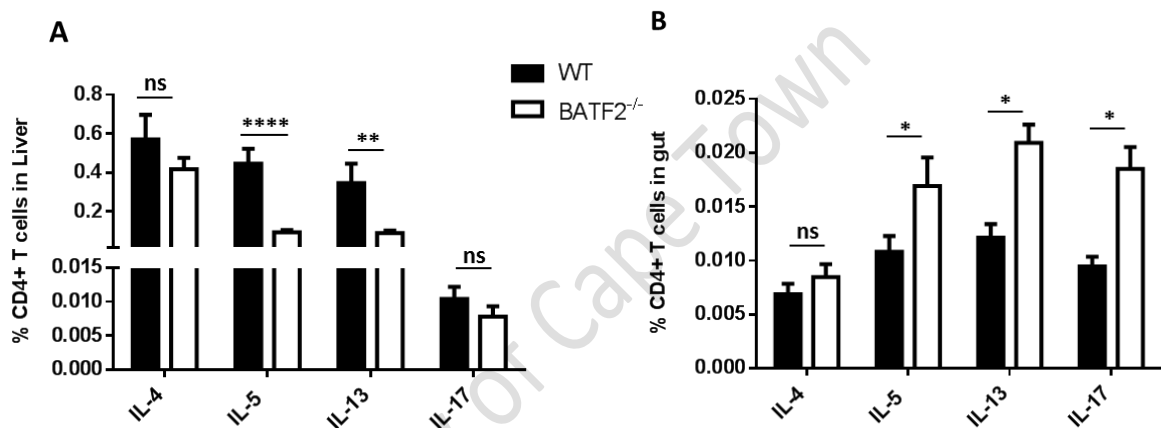 A
B
WT
BATF2-/-
% CD4+ T cells in Liver
0.8
0.6
0.4
0.2
0.015
0.010
0.005
0.000
ns
****
**
ns
IL-4
IL-5
IL-13
IL-17
% CD4+ T cells in gut
0.025
0.020
0.015
0.010
0.005
0.000
ns
*
*
*
IL-4
IL-5
IL-13
IL-17
of Cape Town